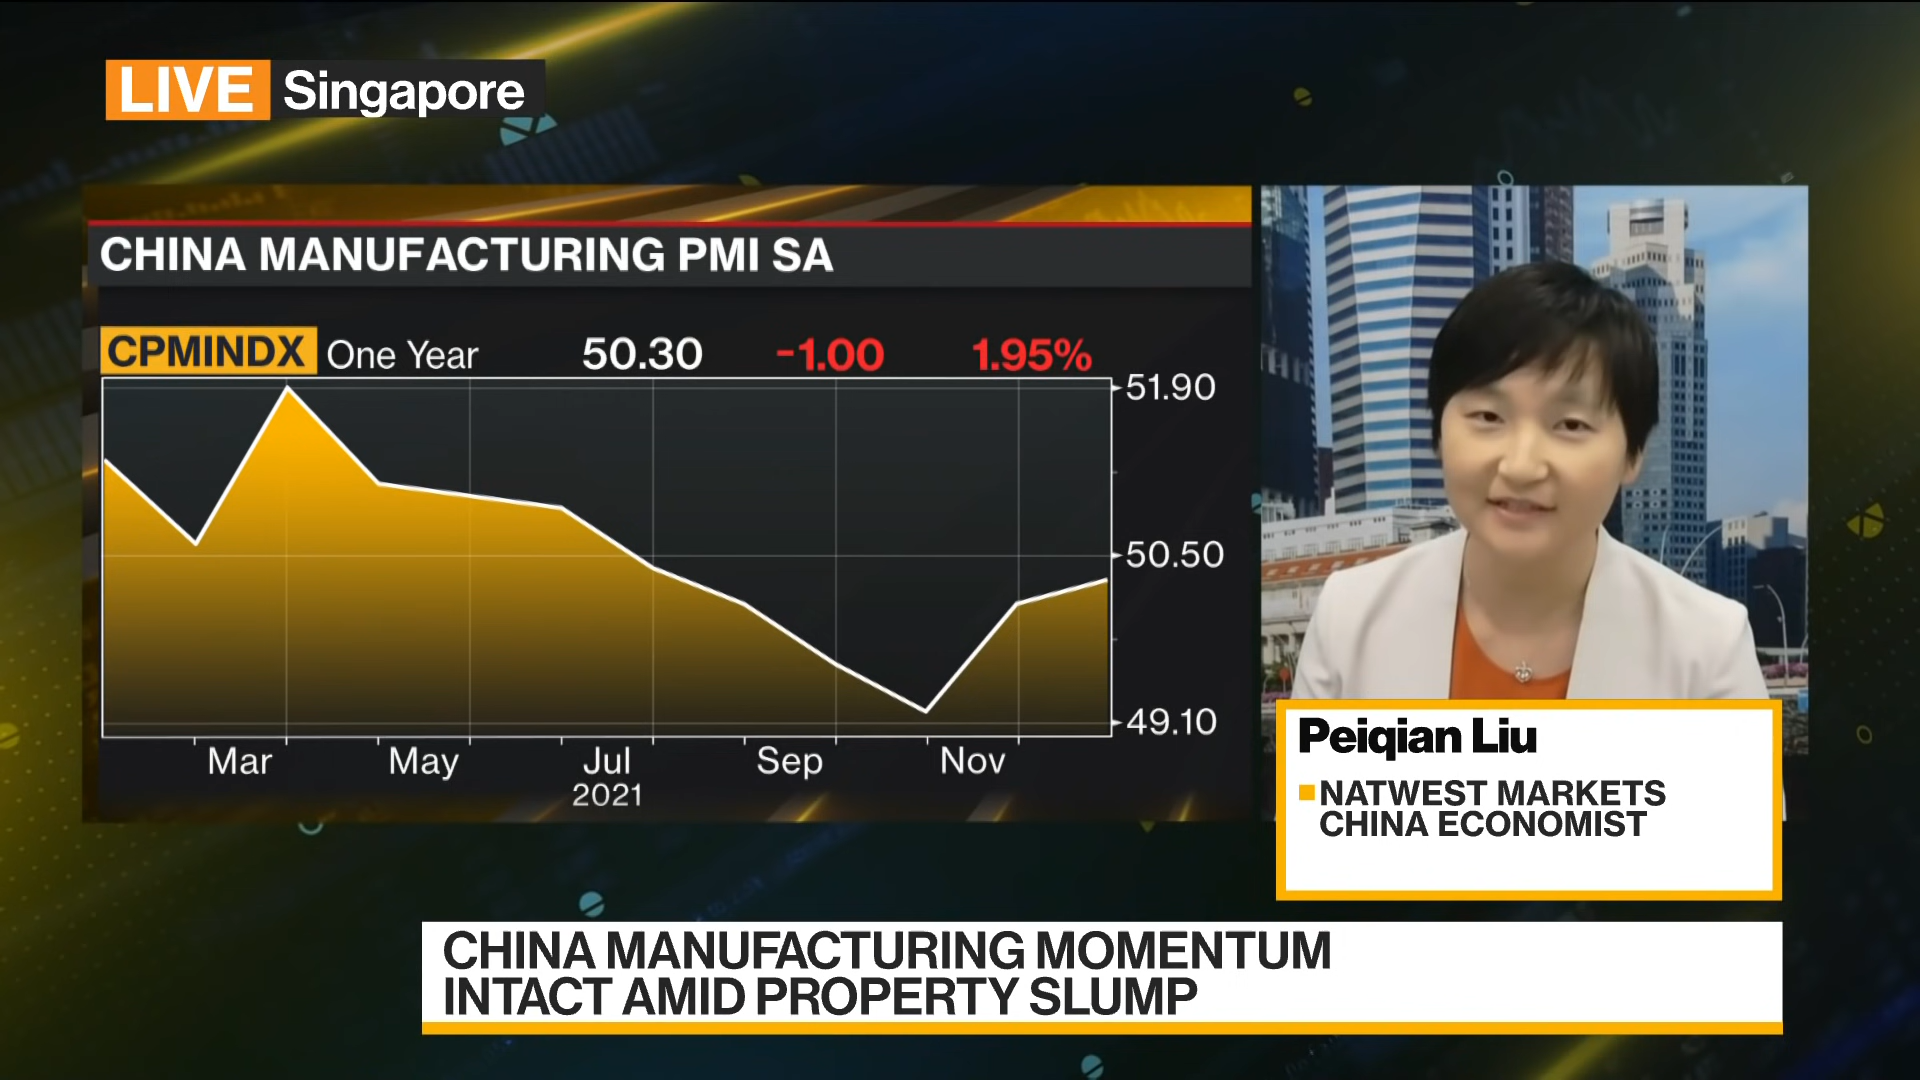 LIVE Singapore
CHINA MANUFACTURING PMI SA
CPMINDX One Year 50.30 -1.00 1.95%
51.90
50.50
49.10
Mar May Jul Sep Nov
2021
Peiqian Liu
NATWEST MARKETS
CHINA ECONOMIST
CHINA MANUFACTURING MOMENTUM
INTACT AMID PROPERTY SLUMP